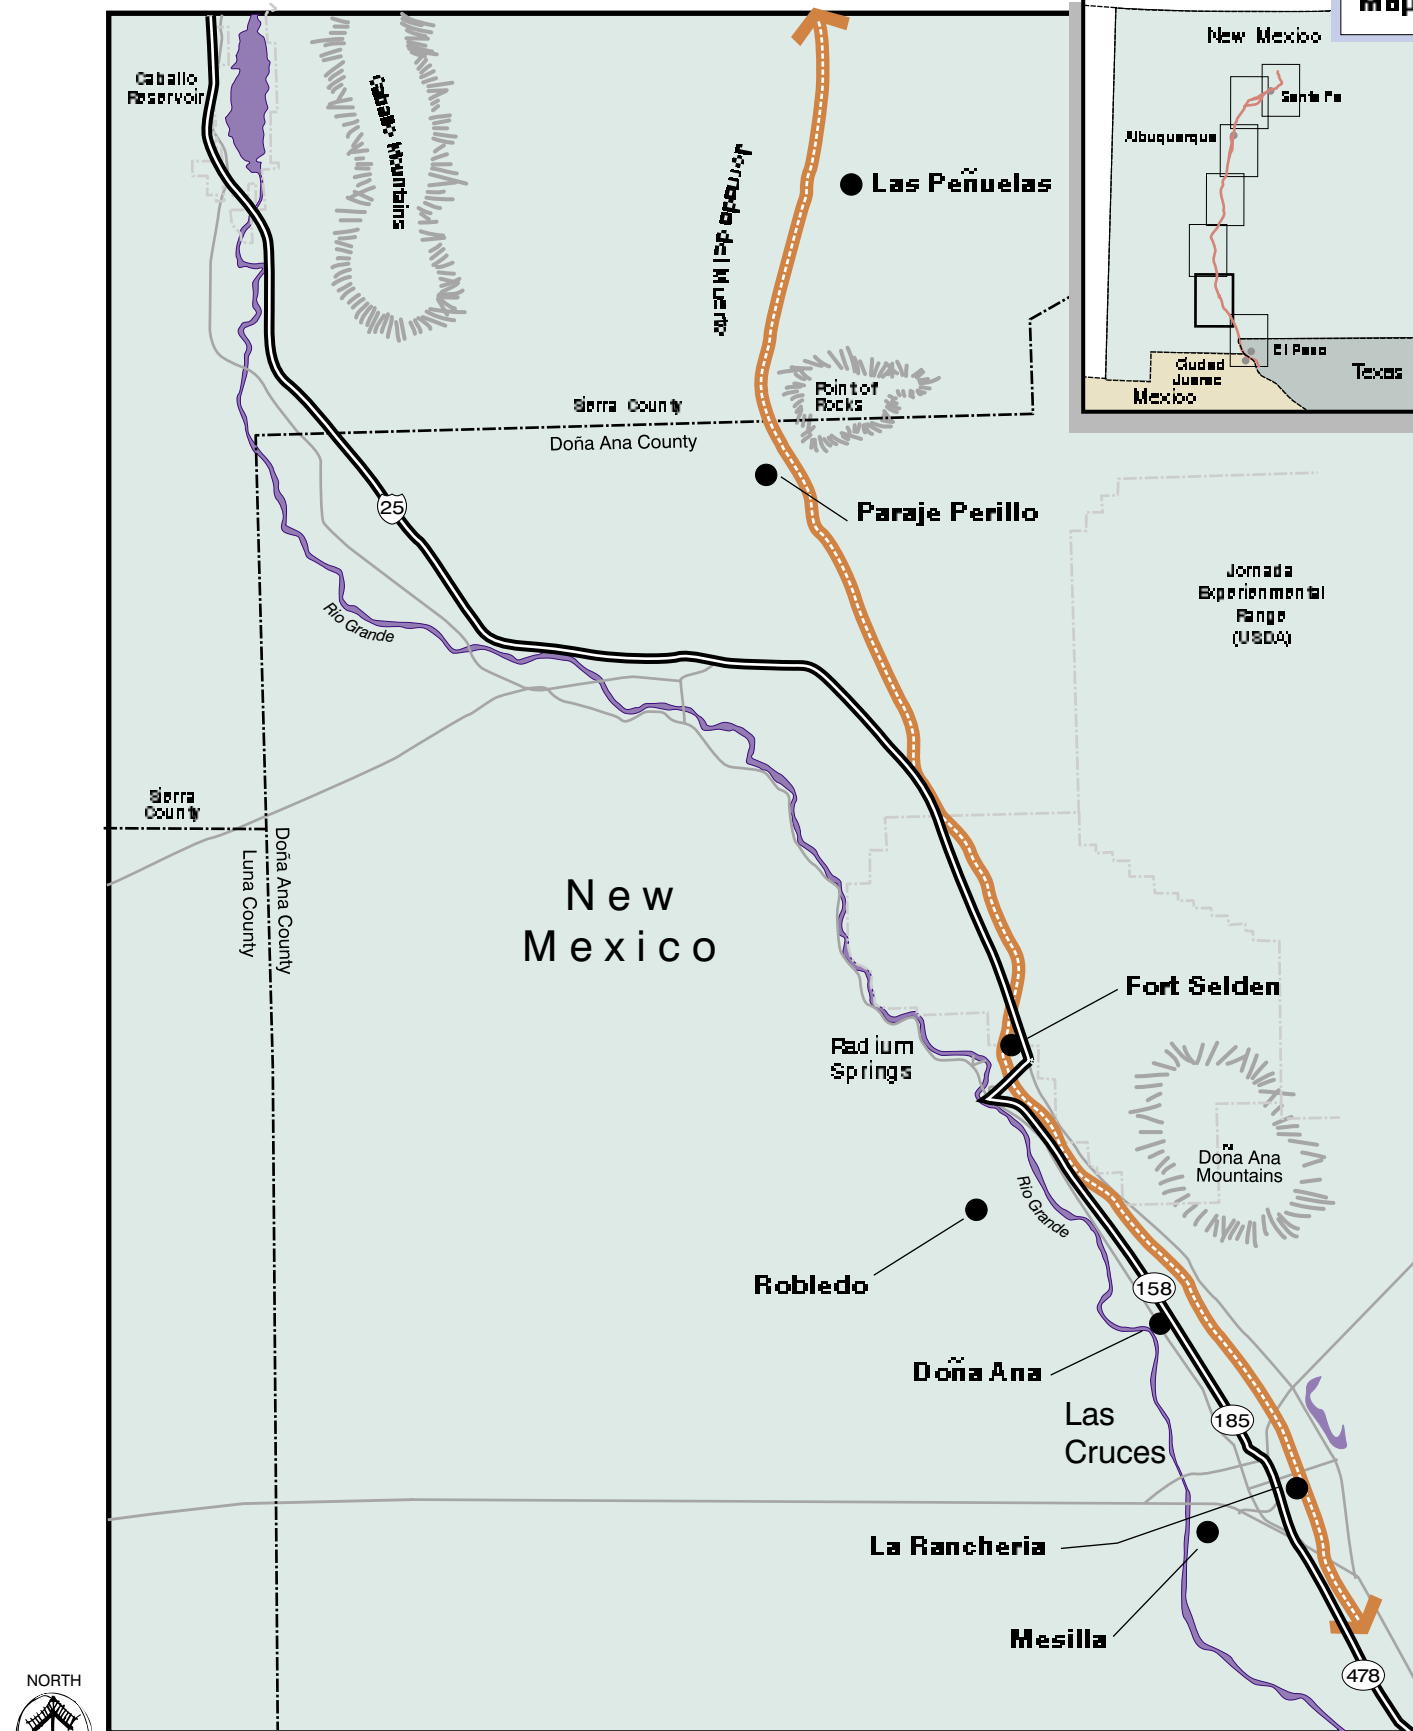 Map
New Mexico
Santa Fe
Albuquerque
El Paso
Ciudad
Juarez
Texas
Mexico
Caballo
Reservoir
Caballo Mountains
Jornada del Muerto
Las Peñuelas
Point of
Rocks
Sierra County
Doña Ana County
25
Paraje Perillo
Jornada
Experienmental
Range
(USDA)
Rio Grande
Sierra
County
Doña Ana County
Luna County
New
Mexico
Fort Selden
Radium
Springs
Doña Ana
Mountains
Rio Grande
Robledo
158
Doña Ana
Las
Cruces
185
La Rancheria
Mesilla
478
NORTH